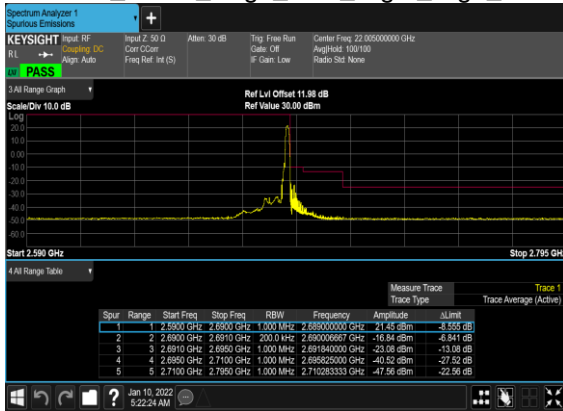 Spectrum Analyzer 1
Spurious Emissions
KEYSIGHT Input: RF Input Z: 50 Ω Atten: 30 dB Trig: Free Run Center Freq: 22.005000000 GHz
RL Coupling: DC Corr CCorr Gate: Off Avg|Hold: 100/100
Align: Auto Freq Ref: Int (S) IF Gain: Low Radio Std: None
PASS
3 All Range Graph
Ref Lvl Offset 11.98 dB
Scale/Div 10.0 dB Ref Value 30.00 dBm
Log
20.0
10.0
0.00
-10.0
-20.0
-30.0
-40.0
-50.0
-60.0
Start 2.590 GHz Stop 2.795 GH
4 All Range Table
Measure Trace Trace 1
Trace Type Trace Average (Active)
Spur Range Start Freq Stop Freq RBW Frequency Amplitude ΔLimit
1 1 2.5900 GHz 2.6900 GHz 1.000 MHz 2.689000000 GHz 21.45 dBm -8.555 dB
2 2 2.6900 GHz 2.6910 GHz 200.0 kHz 2.690006667 GHz -16.84 dBm -6.841 dB
3 3 2.6910 GHz 2.6950 GHz 1.000 MHz 2.691840000 GHz -23.08 dBm -13.08 dB
4 4 2.6950 GHz 2.7100 GHz 1.000 MHz 2.695825000 GHz -40.52 dBm -27.52 dB
5 5 2.7100 GHz 2.7950 GHz 1.000 MHz 2.710283333 GHz -47.56 dBm -22.56 dB
? Jan 10, 2022
5:22:24 AM